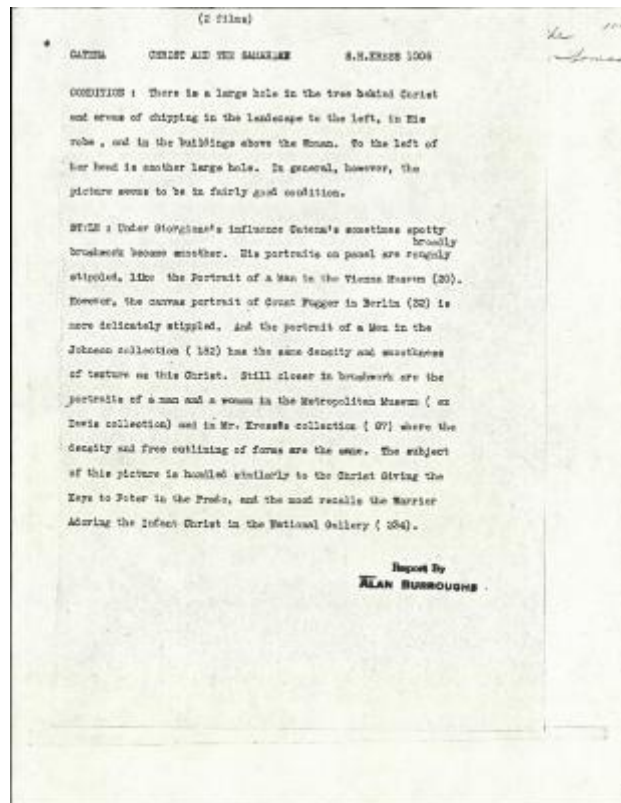 (2 films)
CATENA CHRIST AND THE SAMARITAN S.H.KRESS 1006
CONDITION : There is a large hole in the tree behind Christ
and areas of chipping in the landscape to the left, in His
robe , and in the buildings above the Woman. To the left of
her head is another large hole. In general, however, the
picture seems to be in fairly good condition.
STYLE : Under Giorgione's influence Catena's sometimes spotty
brushwork became smoother. His portraits on panel are roughly
broadly
stippled, like the Portrait of a Man in the Vienna Museum (20).
However, the canvas portrait of Count Fugger in Berlin (32) is
more delicately stippled. And the portrait of a Man in the
Johnson collection ( 182) has the same density and smoothness
of texture as this Christ. Still closer in brushwork are the
portraits of a man and a woman in the Metropolitan Museum ( ex
Davis collection) and in Mr. Kress's collection ( 87) where the
density and free outlining of forms are the same. The subject
of this picture is handled similarly to the Christ Giving the
Keys to Peter in the Prado, and the mood recalls the Warrior
Adoring the Infant Christ in the National Gallery ( 234).
Report By
ALAN BURROUGHS
the